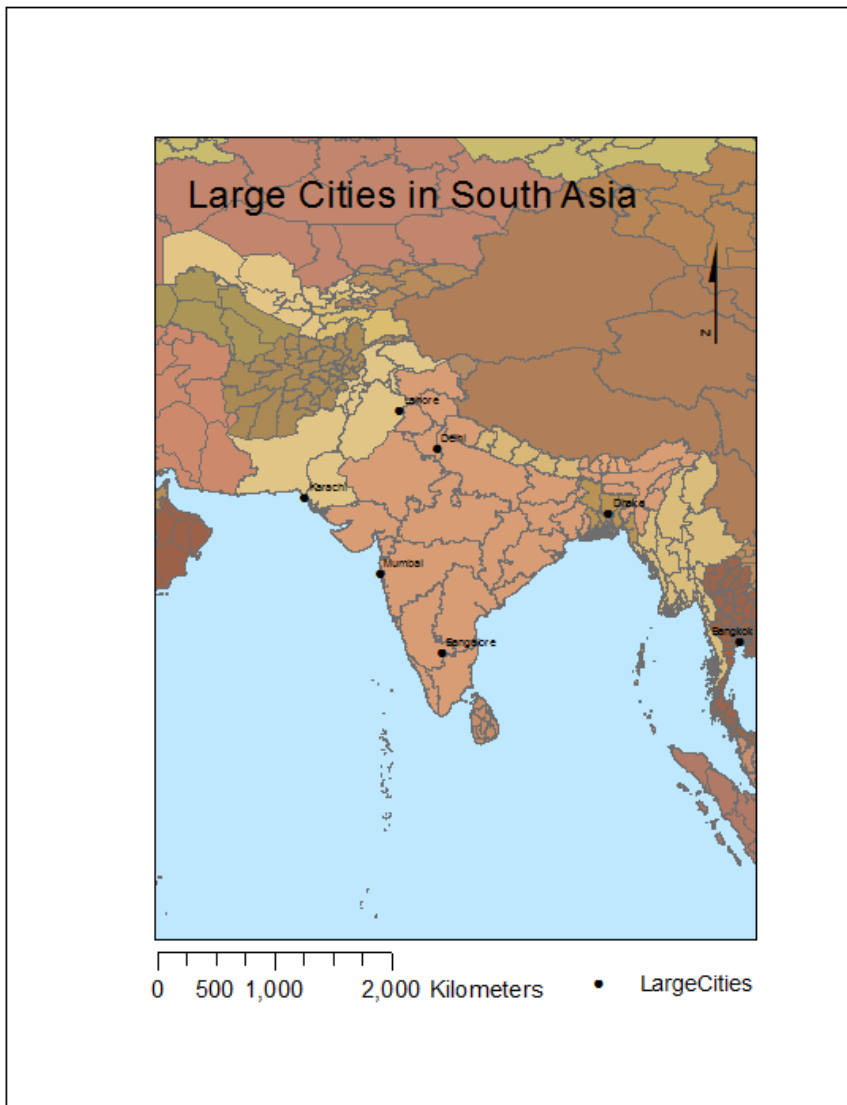 Large Cities in South Asia
N
Lahore
Delhi
Karachi
Dhaka
Mumbai
Bangkok
Bangalore
0 500 1,000 2,000 Kilometers
LargeCities